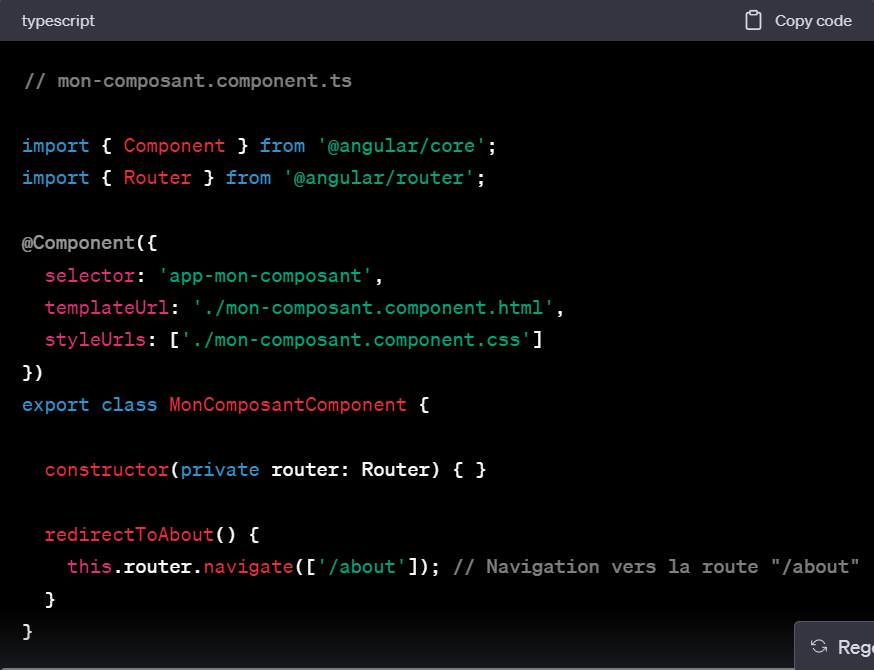 typescript
Copy code
// mon-composant.component.ts
import { Component } from '@angular/core';
import { Router } from '@angular/router';
@Component({
selector: 'app-mon-composant',
templateUrl: './mon-composant.component.html',
styleUrls: ['./mon-composant.component.css']
})
export class MonComposantComponent {
constructor(private router: Router) { }
redirectToAbout() {
this.router.navigate(['/about']); // Navigation vers la route "/about"
}
}